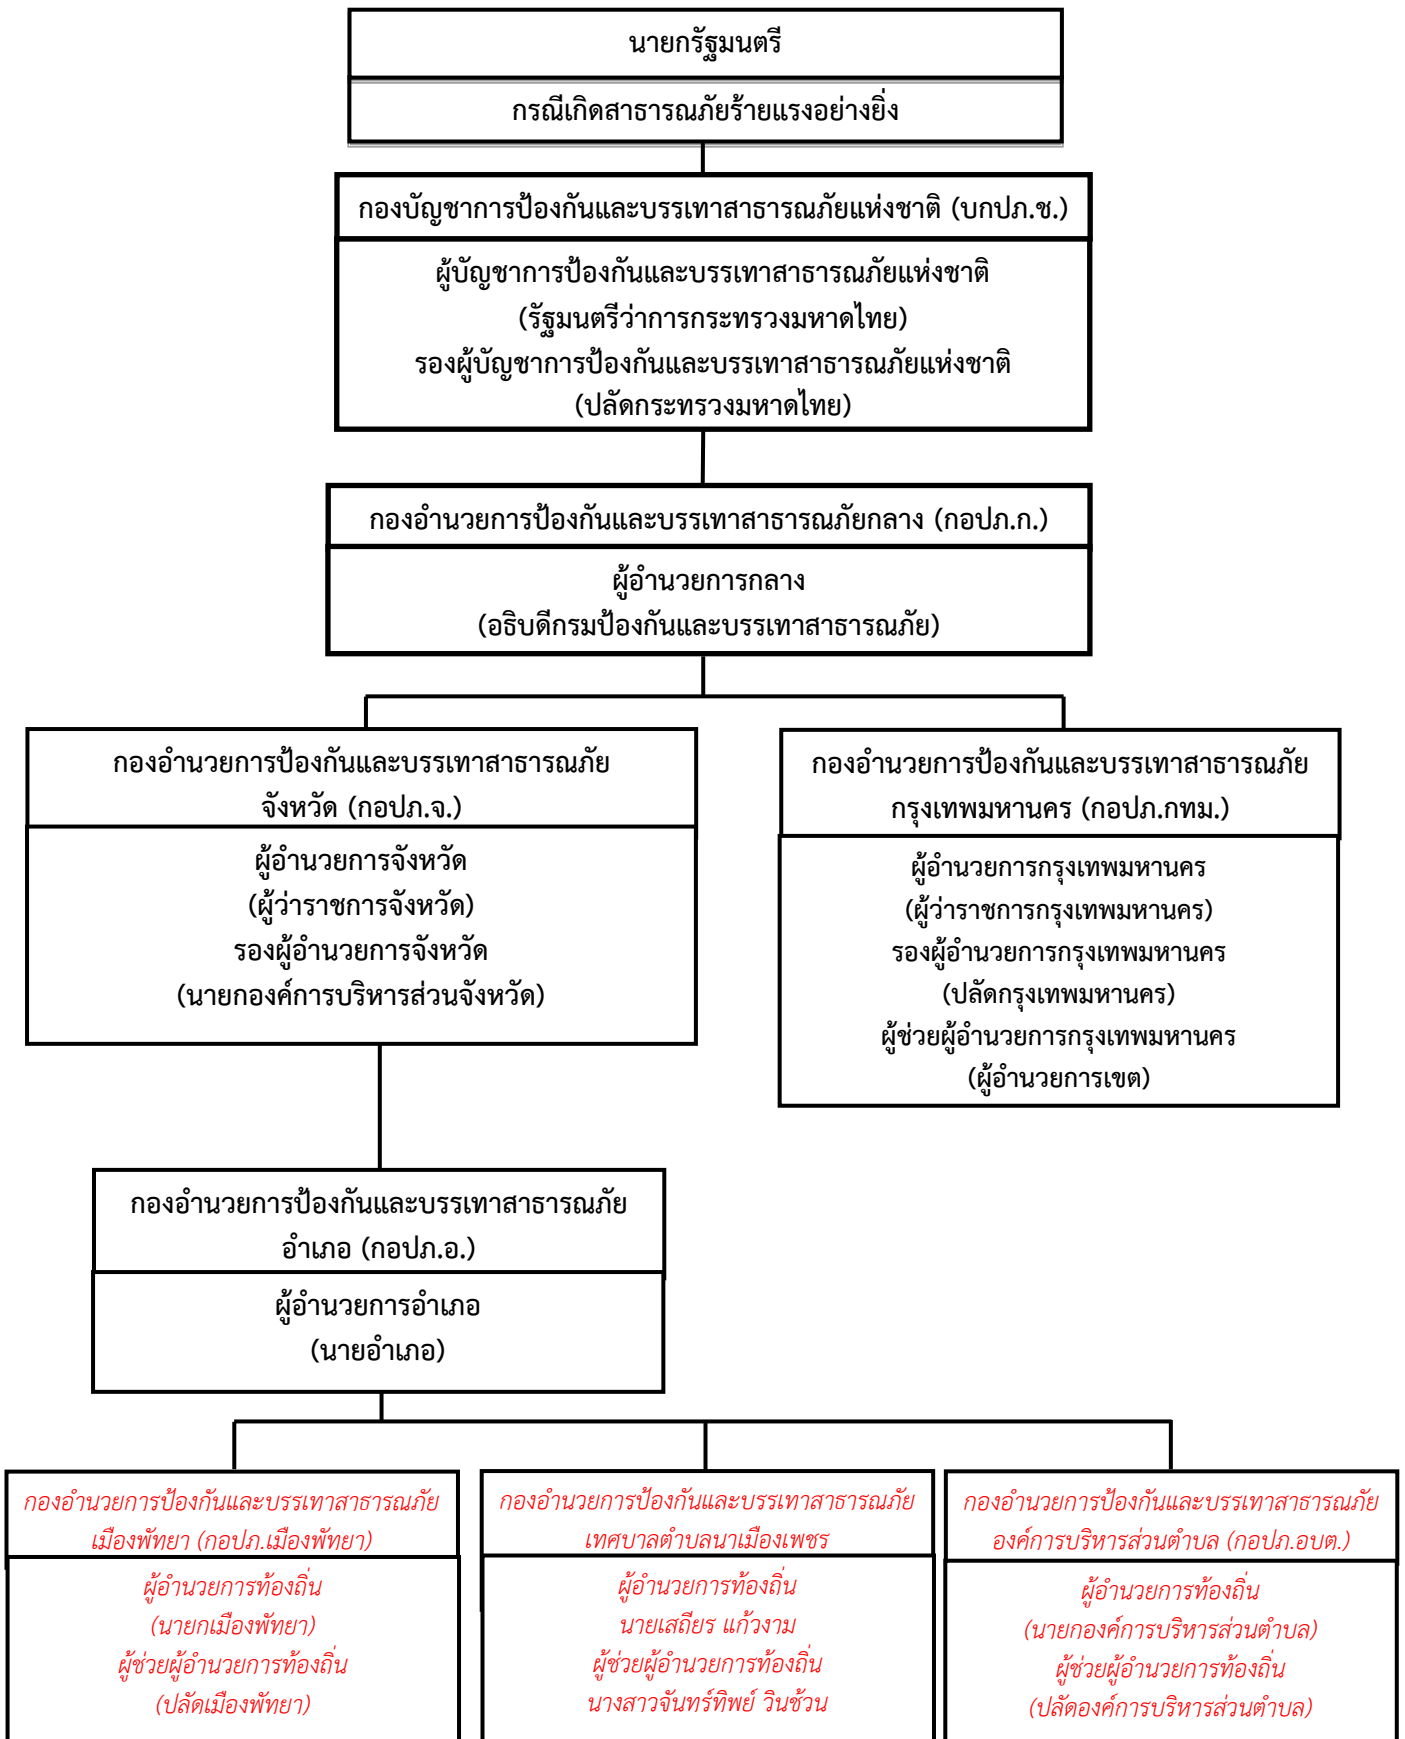 นายกรัฐมนตรี
กรณีเกิดสาธารณภัยร้ายแรงอย่างยิ่ง
กองบัญชาการป้องกันและบรรเทาสาธารณภัยแห่งชาติ (บกปภ.ช.)
ผู้บัญชาการป้องกันและบรรเทาสาธารณภัยแห่งชาติ
(รัฐมนตรีว่าการกระทรวงมหาดไทย)
รองผู้บัญชาการป้องกันและบรรเทาสาธารณภัยแห่งชาติ
(ปลัดกระทรวงมหาดไทย)
กองอำนวยการป้องกันและบรรเทาสาธารณภัยกลาง (กอปภ.ก.)
ผู้อำนวยการกลาง
(อธิบดีกรมป้องกันและบรรเทาสาธารณภัย)
กองอำนวยการป้องกันและบรรเทาสาธารณภัย
จังหวัด (กอปภ.จ.)
ผู้อำนวยการจังหวัด
(ผู้ว่าราชการจังหวัด)
รองผู้อำนวยการจังหวัด
(นายกองค์การบริหารส่วนจังหวัด)
กองอำนวยการป้องกันและบรรเทาสาธารณภัย
กรุงเทพมหานคร (กอปภ.กทม.)
ผู้อำนวยการกรุงเทพมหานคร
(ผู้ว่าราชการกรุงเทพมหานคร)
รองผู้อำนวยการกรุงเทพมหานคร
(ปลัดกรุงเทพมหานคร)
ผู้ช่วยผู้อำนวยการกรุงเทพมหานคร
(ผู้อำนวยการเขต)
กองอำนวยการป้องกันและบรรเทาสาธารณภัย
อำเภอ (กอปภ.อ.)
ผู้อำนวยการอำเภอ
(นายอำเภอ)
กองอำนวยการป้องกันและบรรเทาสาธารณภัย
เมืองพัทยา (กอปภ.เมืองพัทยา)
ผู้อำนวยการท้องถิ่น
(นายกเมืองพัทยา)
ผู้ช่วยผู้อำนวยการท้องถิ่น
(ปลัดเมืองพัทยา)
กองอำนวยการป้องกันและบรรเทาสาธารณภัย
เทศบาลตำบลนาเมืองเพชร
ผู้อำนวยการท้องถิ่น
นายเสถียร แก้วงาม
ผู้ช่วยผู้อำนวยการท้องถิ่น
นางสาวจันทร์ทิพย์ วินช้วน
กองอำนวยการป้องกันและบรรเทาสาธารณภัย
องค์การบริหารส่วนตำบล (กอปภ.อบต.)
ผู้อำนวยการท้องถิ่น
(นายกองค์การบริหารส่วนตำบล)
ผู้ช่วยผู้อำนวยการท้องถิ่น
(ปลัดองค์การบริหารส่วนตำบล)